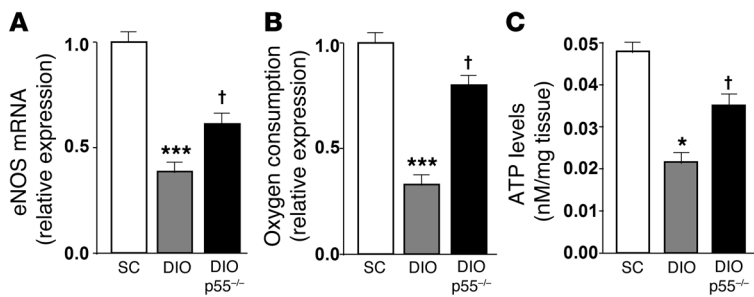 A
eNOS mRNA
(relative expression)
1.0
0.5
0.0
***
†
SC
DIO
DIO
p55⁻/⁻
B
Oxygen consumption
(relative expression)
1.0
0.5
0.0
***
†
SC
DIO
DIO
p55⁻/⁻
C
ATP levels
(nM/mg tissue)
0.05
0.04
0.03
0.02
0.01
0.00
*
†
SC
DIO
DIO
p55⁻/⁻